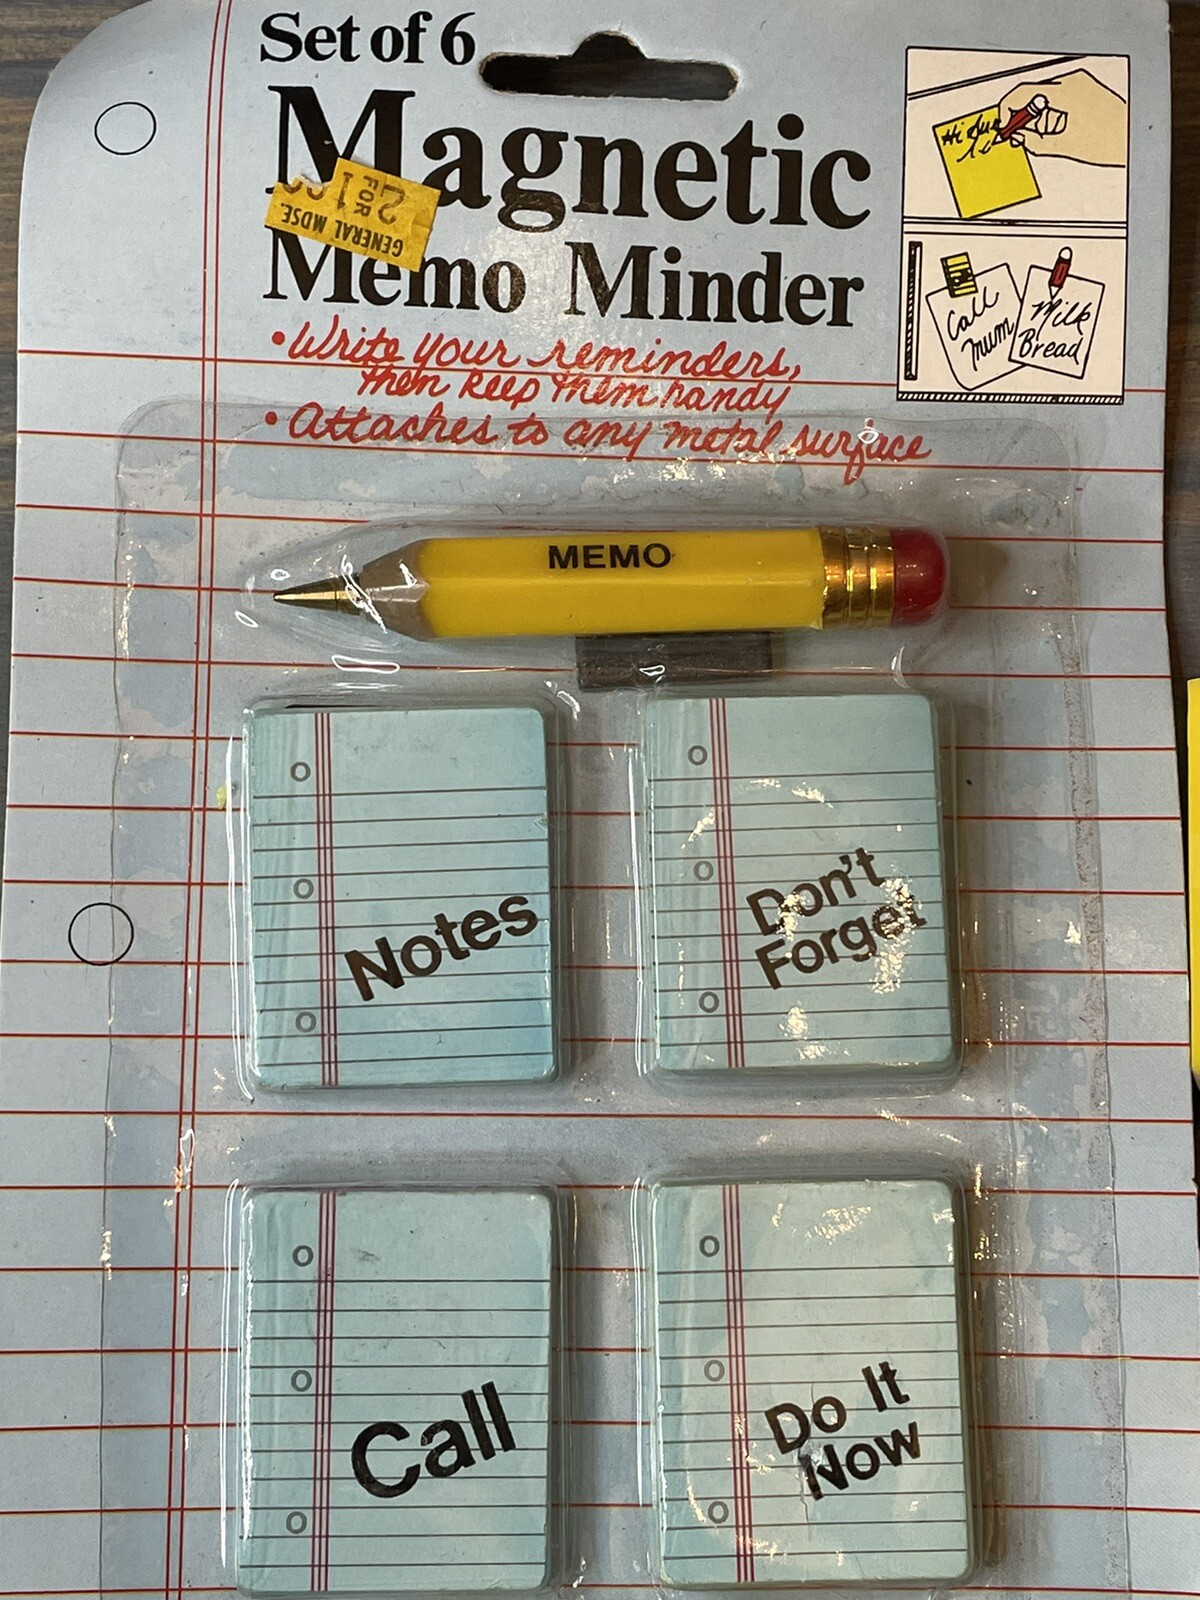 Set of 6
Magnetic
Memo Minder
GENERAL MDSE.
2 FOR 1
• Write your reminders,
then keep them handy
• Attaches to any metal surface
Hi
Call
mum
Milk
Bread
MEMO
Notes
Don't
Forget
Call
Do It
Now